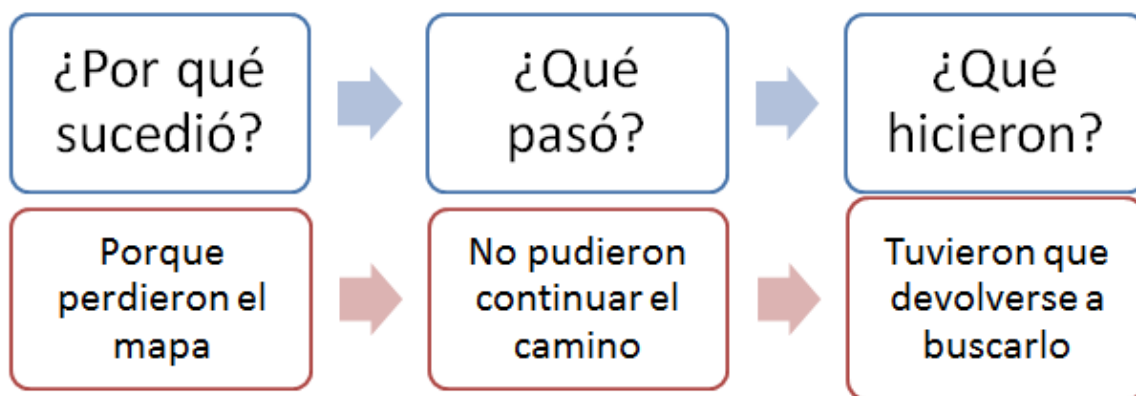 ¿Por qué
sucedió?
¿Qué
pasó?
¿Qué
hicieron?
Porque
perdieron el
mapa
No pudieron
continuar el
camino
Tuvieron que
devolverse a
buscarlo